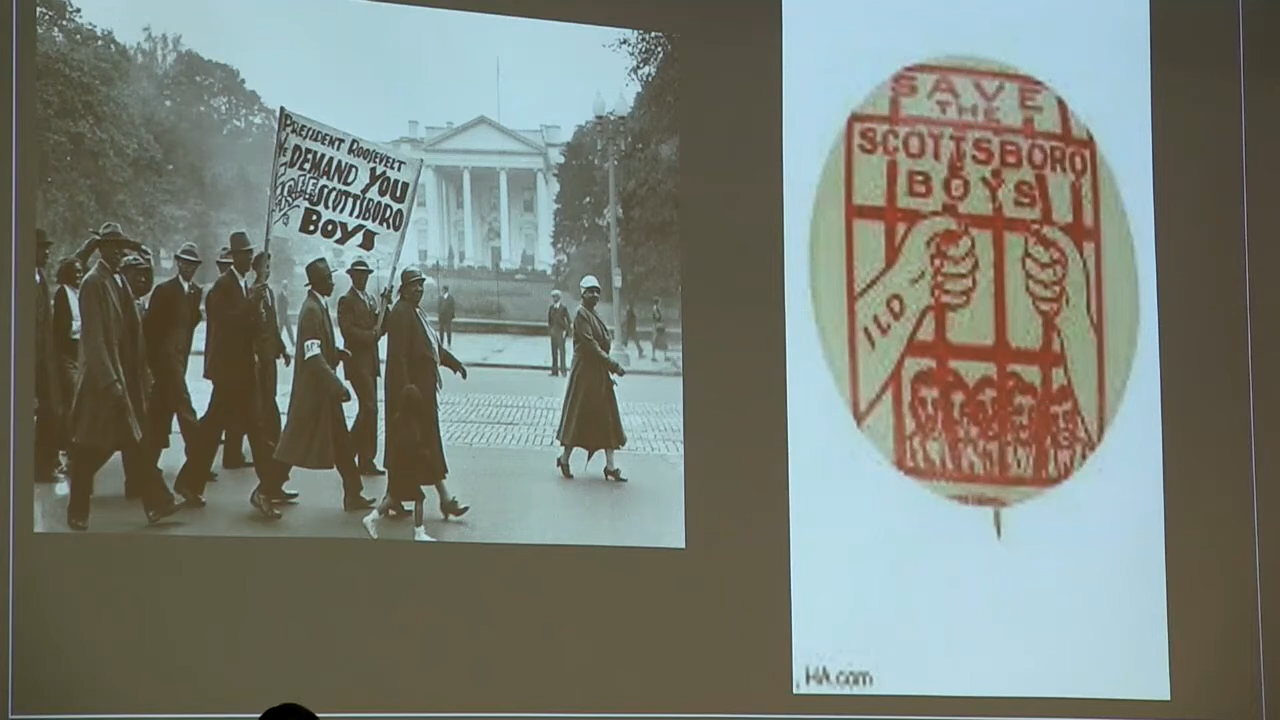 PRESIDENT ROOSEVELT
WE DEMAND YOU
FREE SCOTTSBORO
BOYS
SAVE
THE
SCOTTSBORO
BOYS
ILD
HA.com